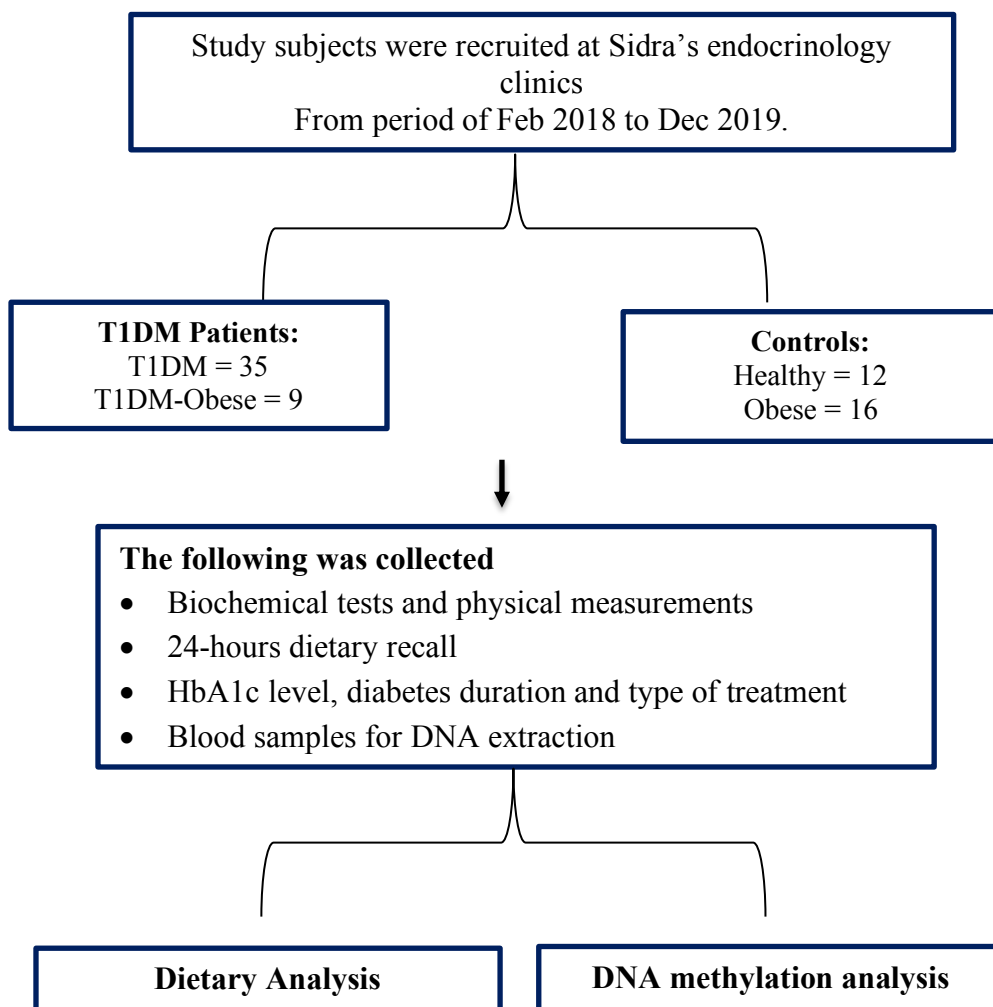 Study subjects were recruited at Sidra’s endocrinology
clinics
From period of Feb 2018 to Dec 2019.
T1DM Patients:
T1DM = 35
T1DM-Obese = 9
Controls:
Healthy = 12
Obese = 16
The following was collected
• Biochemical tests and physical measurements
• 24-hours dietary recall
• HbA1c level, diabetes duration and type of treatment
• Blood samples for DNA extraction
Dietary Analysis
DNA methylation analysis